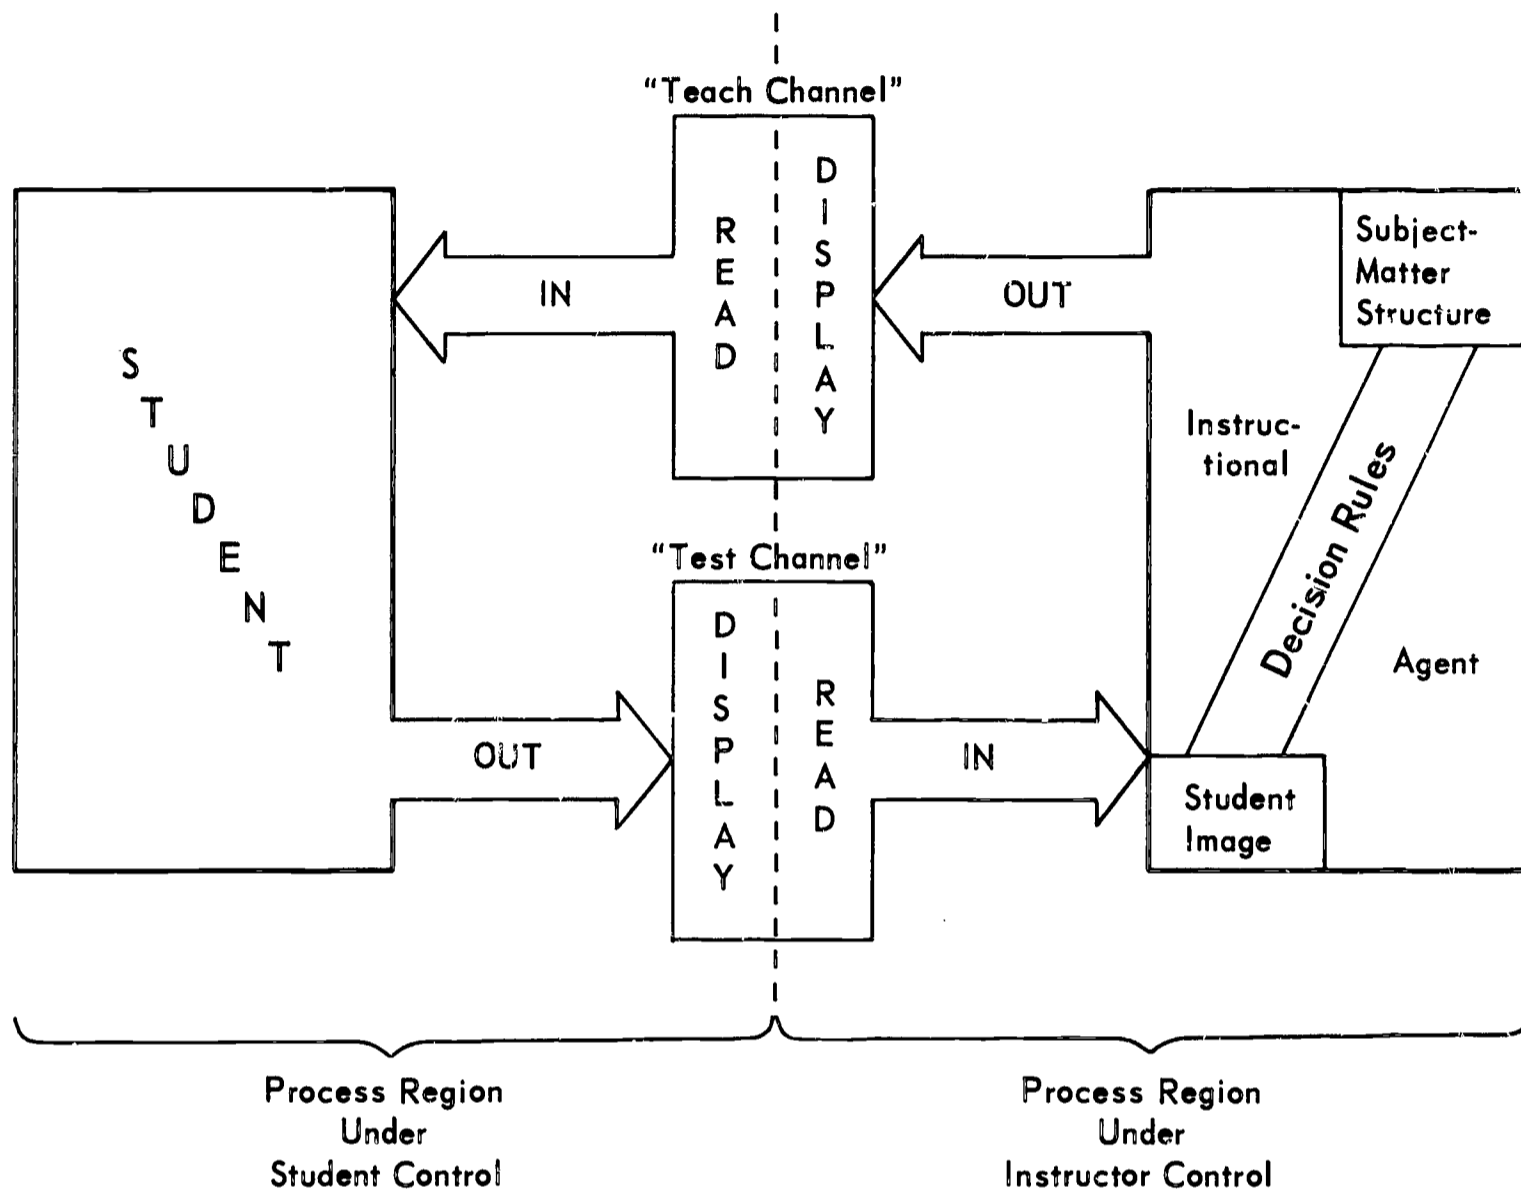 “Teach Channel”
STUDENT
IN
READ
DISPLAY
OUT
Subject-
Matter
Structure
Instruc-
tional
Decision Rules
Agent
“Test Channel”
OUT
DISPLAY
READ
IN
Student
Image
Process Region
Under
Student Control
Process Region
Under
Instructor Control